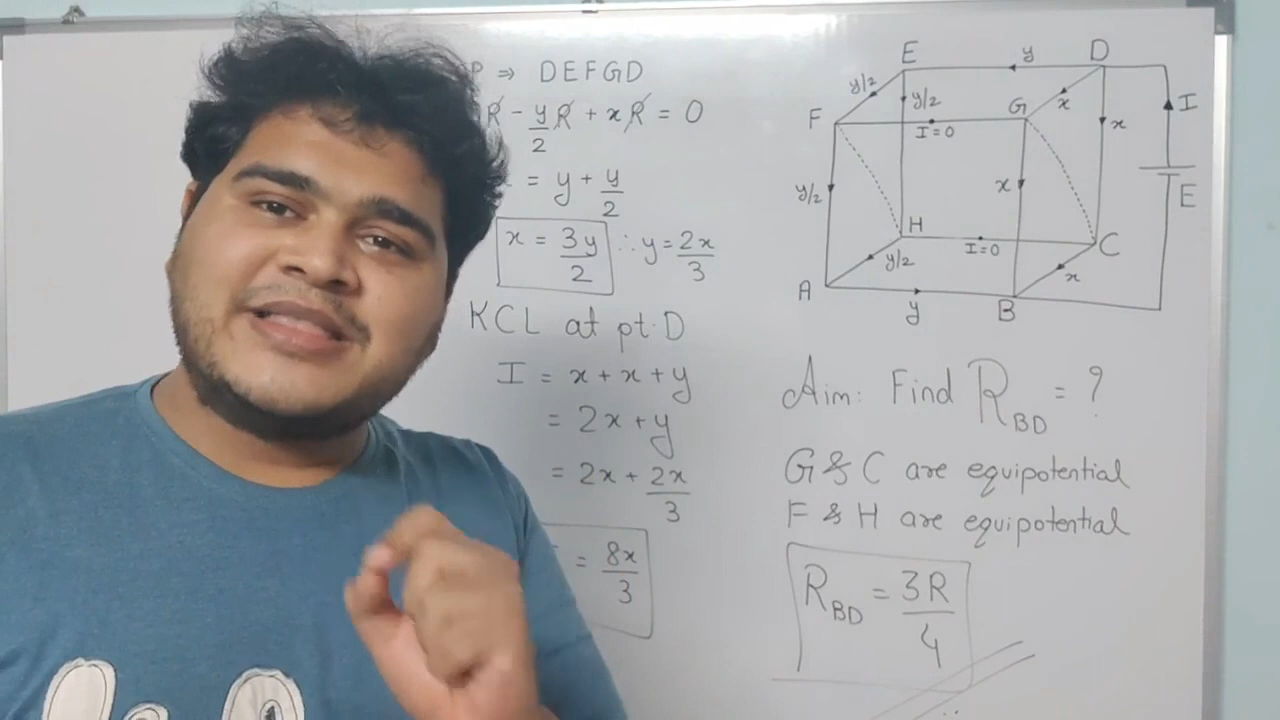 P ⇒ DEFGD
R - y/2 R + xR = 0
= y + y/2
x = 3y/2 ∴ y = 2x/3
KCL at pt. D
I = x + x + y
= 2x + y
= 2x + 2x/3
= 8x/3
E
y
D
y/2
y/2
x
I
F
I=0
G
x
y/2
x
E
H
I=0
C
y/2
x
A
y
B
Aim: Find R_BD = ?
G & C are equipotential
F & H are equipotential
R_BD = 3R/4